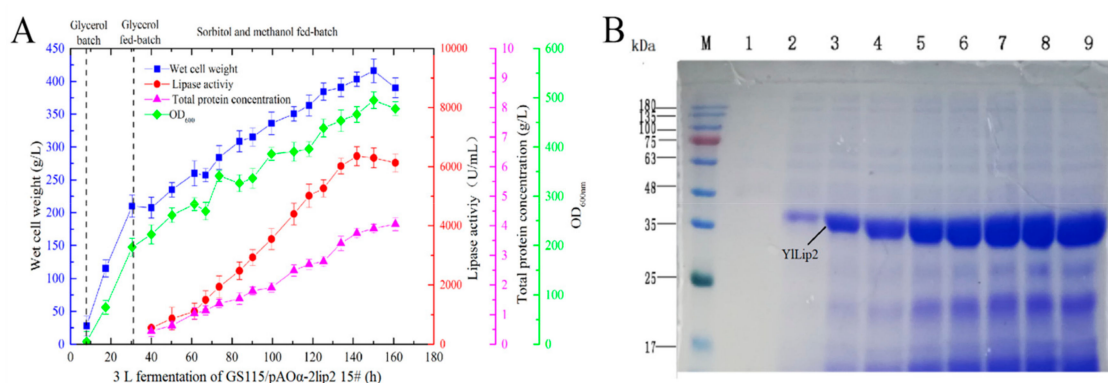 A
Glycerol batch
Glycerol fed-batch
Sorbitol and methanol fed-batch
Wet cell weight
Lipase activiy
Total protein concentration
OD600
450
400
350
300
250
200
150
100
50
0
Wet cell weight (g/L)
10000
8000
6000
4000
2000
0
Lipase activiy (U/mL)
10
9
8
7
6
5
4
3
2
1
0
Total protein concentration (g/L)
600
500
400
300
200
100
0
OD600nm
0 20 40 60 80 100 120 140 160 180
3 L fermentation of GS115/pAOα-2lip2 15# (h)
B
kDa M 1 2 3 4 5 6 7 8 9
180
135
100
75
63
48
35
25
17
YlLip2